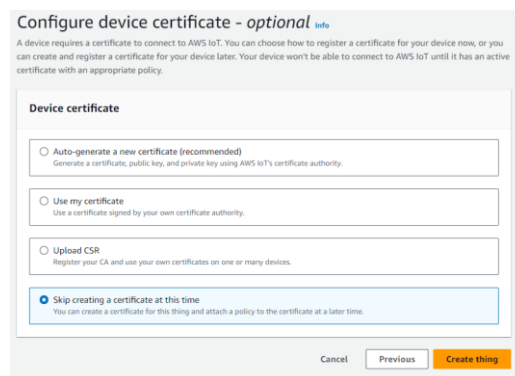 Configure device certificate - optional Info
A device requires a certificate to connect to AWS IoT. You can choose how to register a certificate for your device now, or you
can create and register a certificate for your device later. Your device won't be able to connect to AWS IoT until it has an active
certificate with an appropriate policy.
Device certificate
Auto-generate a new certificate (recommended)
Generate a certificate, public key, and private key using AWS IoT's certificate authority.
Use my certificate
Use a certificate signed by your own certificate authority.
Upload CSR
Register your CA and use your own certificates on one or many devices.
Skip creating a certificate at this time
You can create a certificate for this thing and attach a policy to the certificate at a later time.
Cancel Previous Create thing